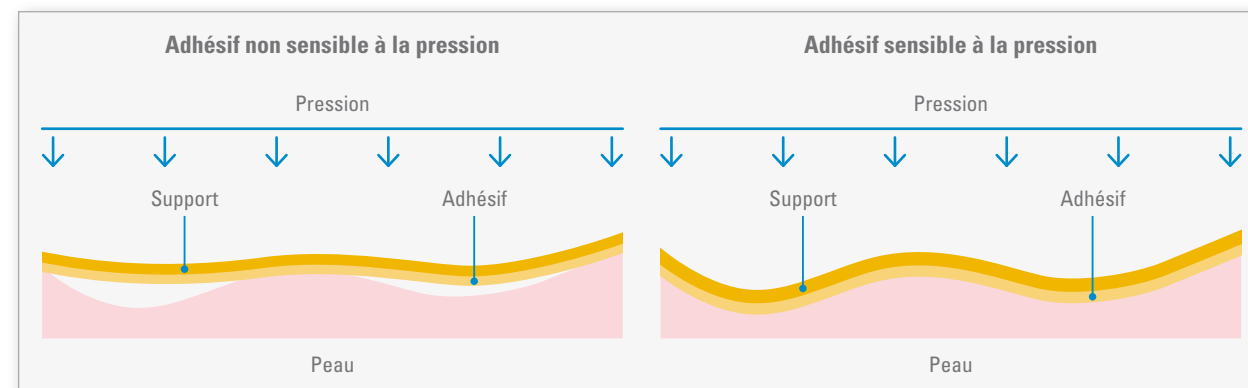 Adhésif non sensible à la pression
Pression
Support
Adhésif
Peau
Adhésif sensible à la pression
Pression
Support
Adhésif
Peau